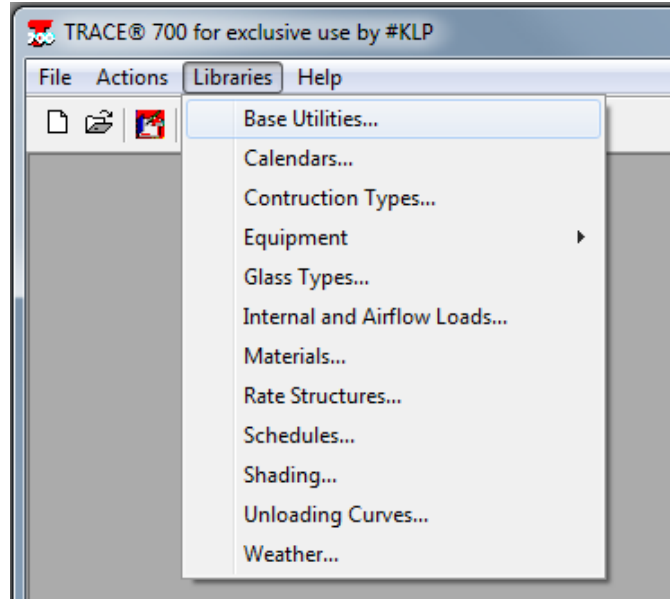 TRACE® 700 for exclusive use by #KLP
File Actions Libraries Help
Base Utilities...
Calendars...
Contruction Types...
Equipment
Glass Types...
Internal and Airflow Loads...
Materials...
Rate Structures...
Schedules...
Shading...
Unloading Curves...
Weather...